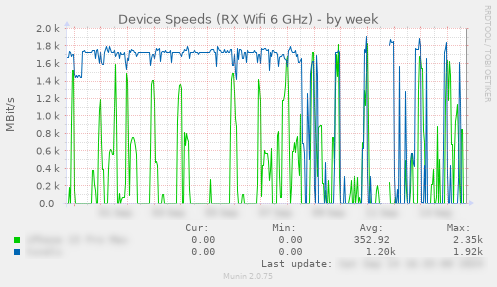 Device Speeds (RX Wifi 6 GHz) - by week
RRDTOOL / TOBI OETIKER
MBit/s
2.0 k
1.8 k
1.6 k
1.4 k
1.2 k
1.0 k
0.8 k
0.6 k
0.4 k
0.2 k
0.0
Cur: Min: Avg: Max:
0.00 0.00 352.92 2.35k
0.00 0.00 1.20k 1.92k
Last update:
Munin 2.0.75